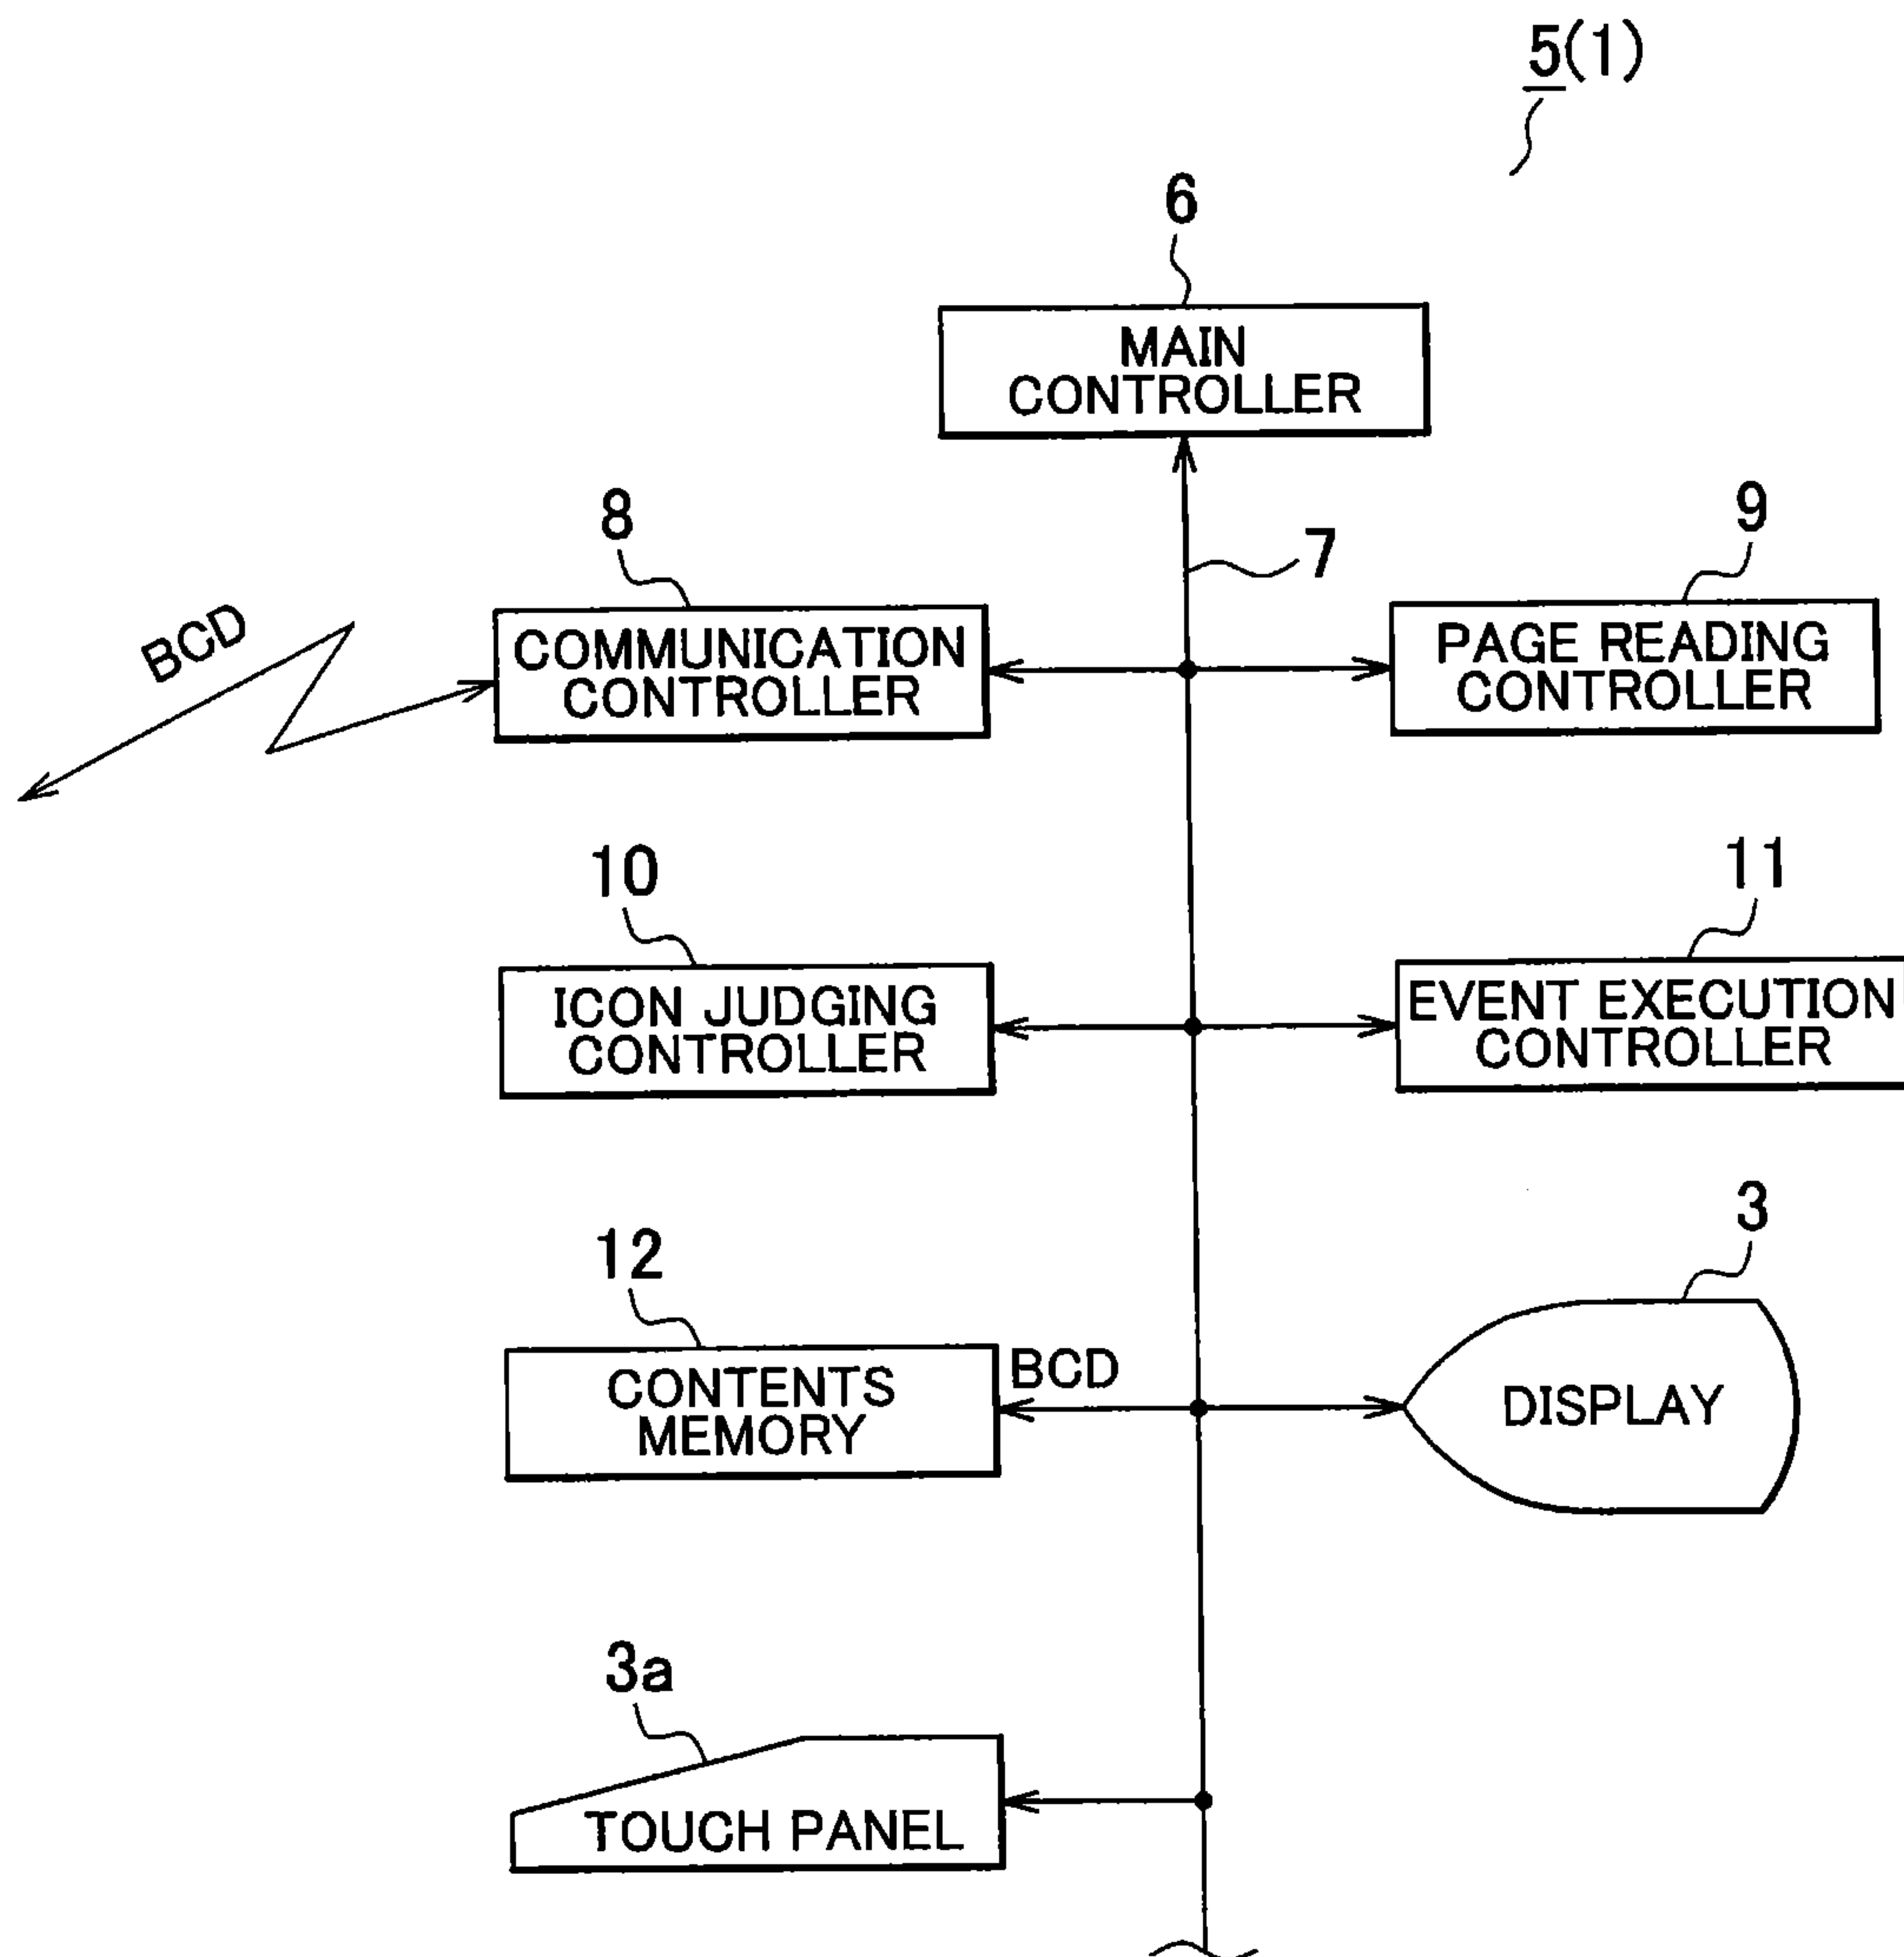 5(1)
6
MAIN
CONTROLLER
8
7
9
BCD
COMMUNICATION
CONTROLLER
PAGE READING
CONTROLLER
10
11
ICON JUDGING
CONTROLLER
EVENT EXECUTION
CONTROLLER
12
3
CONTENTS
MEMORY
BCD
DISPLAY
3a
TOUCH PANEL